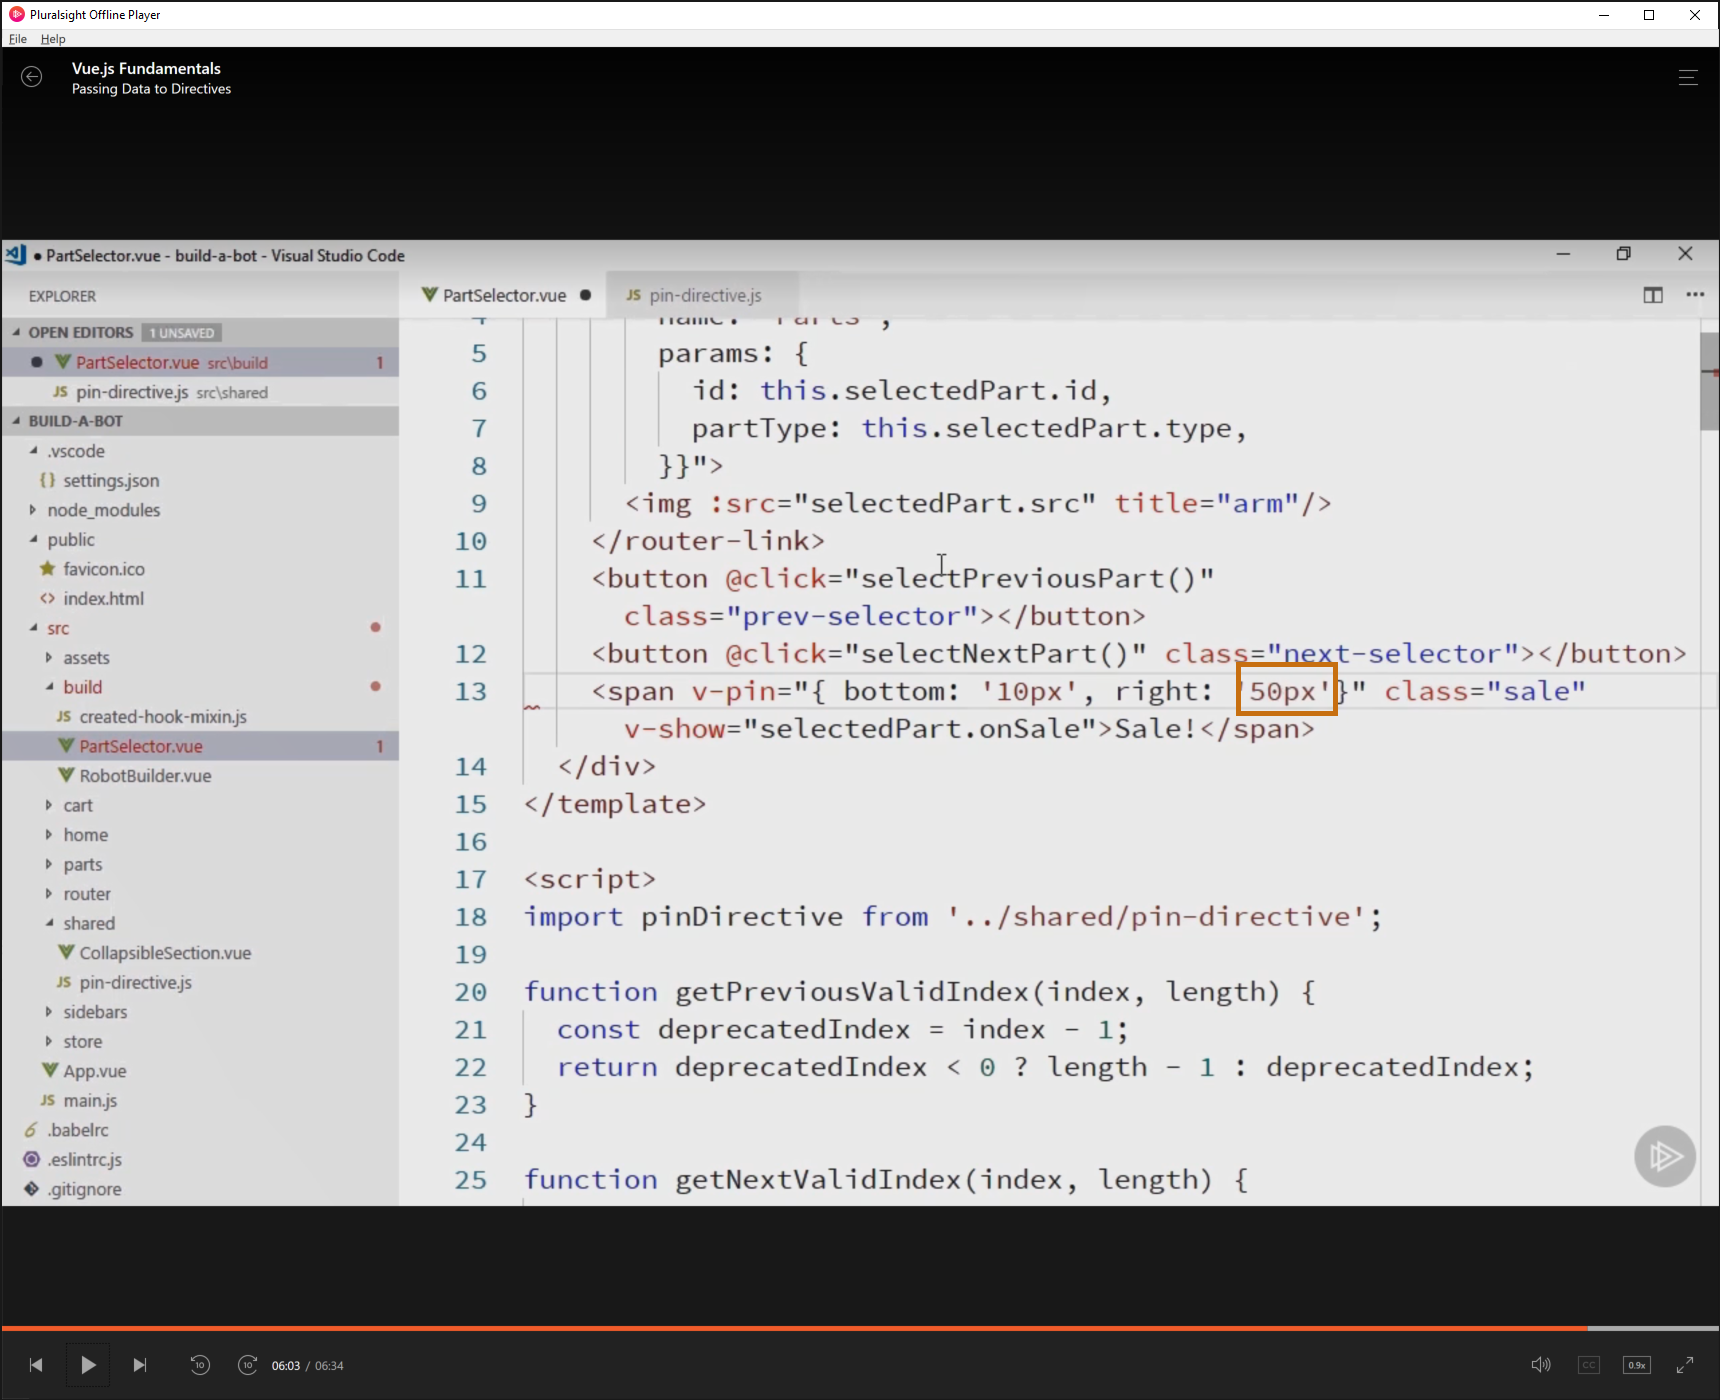 Pluralsight Offline Player
File Help
Vue.js Fundamentals
Passing Data to Directives
● PartSelector.vue - build-a-bot - Visual Studio Code
EXPLORER
OPEN EDITORS 1 UNSAVED
PartSelector.vue src\build 1
JS pin-directive.js src\shared
BUILD-A-BOT
.vscode
{} settings.json
node_modules
public
favicon.ico
<> index.html
src
assets
build
JS created-hook-mixin.js
PartSelector.vue 1
RobotBuilder.vue
cart
home
parts
router
shared
CollapsibleSection.vue
JS pin-directive.js
sidebars
store
App.vue
JS main.js
.babelrc
.eslintrc.js
.gitignore
PartSelector.vue ●
JS pin-directive.js
4 name: 'Parts',
5 params: {
6 id: this.selectedPart.id,
7 partType: this.selectedPart.type,
8 }}">
9 <img :src="selectedPart.src" title="arm"/>
10 </router-link>
11 <button @click="selectPreviousPart()"
class="prev-selector"></button>
12 <button @click="selectNextPart()" class="next-selector"></button>
13 <span v-pin="{ bottom: '10px', right: '50px'}" class="sale"
v-show="selectedPart.onSale">Sale!</span>
14 </div>
15 </template>
16
17 <script>
18 import pinDirective from '../shared/pin-directive';
19
20 function getPreviousValidIndex(index, length) {
21 const deprecatedIndex = index - 1;
22 return deprecatedIndex < 0 ? length - 1 : deprecatedIndex;
23 }
24
25 function getNextValidIndex(index, length) {
10
10
06:03 / 06:34
CC
0.9x